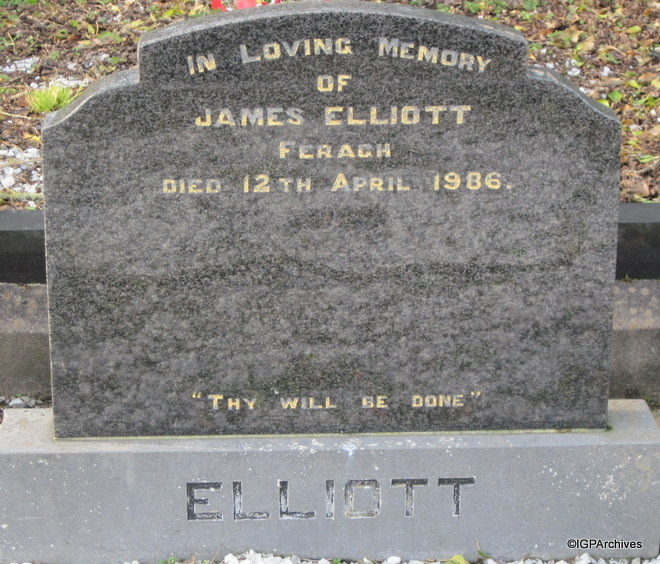 In Loving Memory
OF
JAMES ELLIOTT
FERAGH
DIED 12TH APRIL 1986.
"THY WILL BE DONE"
ELLIOTT
©IGPArchives